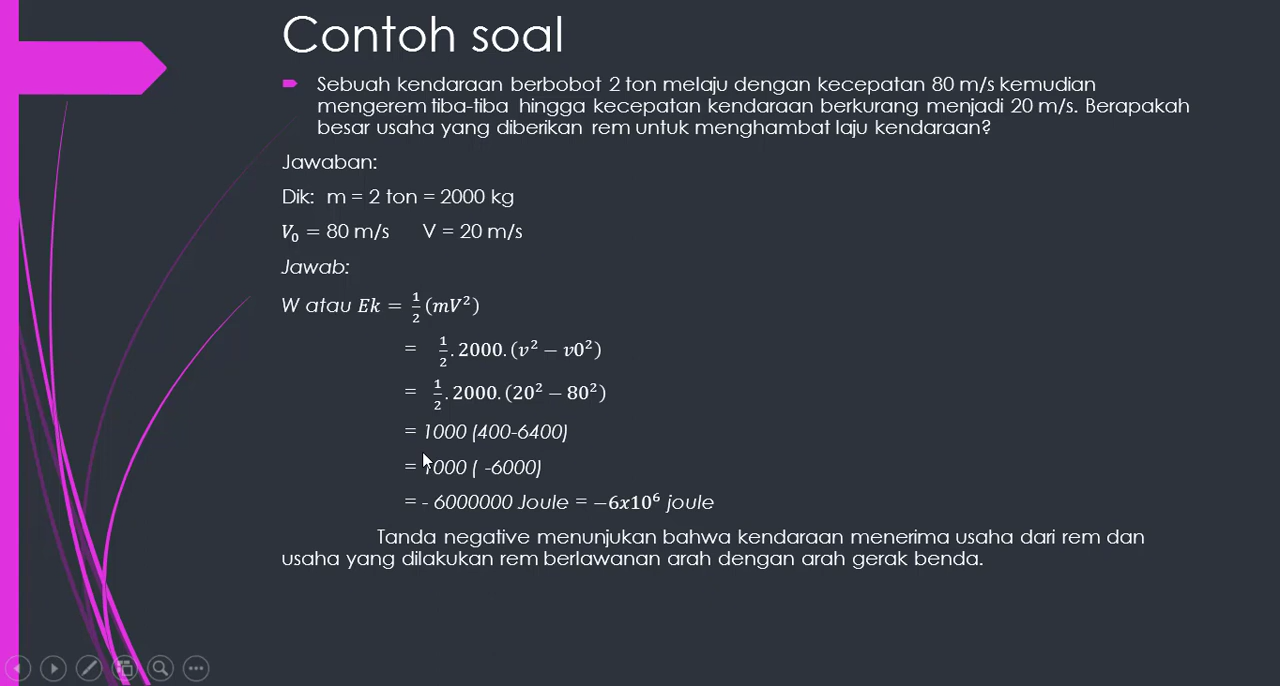 Contoh soal
Sebuah kendaraan berbobot 2 ton melaju dengan kecepatan 80 m/s kemudian
mengerem tiba-tiba hingga kecepatan kendaraan berkurang menjadi 20 m/s. Berapakah
besar usaha yang diberikan rem untuk menghambat laju kendaraan?
Jawaban:
Dik: m = 2 ton = 2000 kg
V₀ = 80 m/s V = 20 m/s
Jawab:
W atau Ek = 1/2 (mV²)
= 1/2 . 2000. (v² − v0²)
= 1/2 . 2000. (20² − 80²)
= 1000 (400-6400)
= 1000 ( -6000)
= - 6000000 Joule = −6x10⁶ joule
Tanda negative menunjukan bahwa kendaraan menerima usaha dari rem dan
usaha yang dilakukan rem berlawanan arah dengan arah gerak benda.